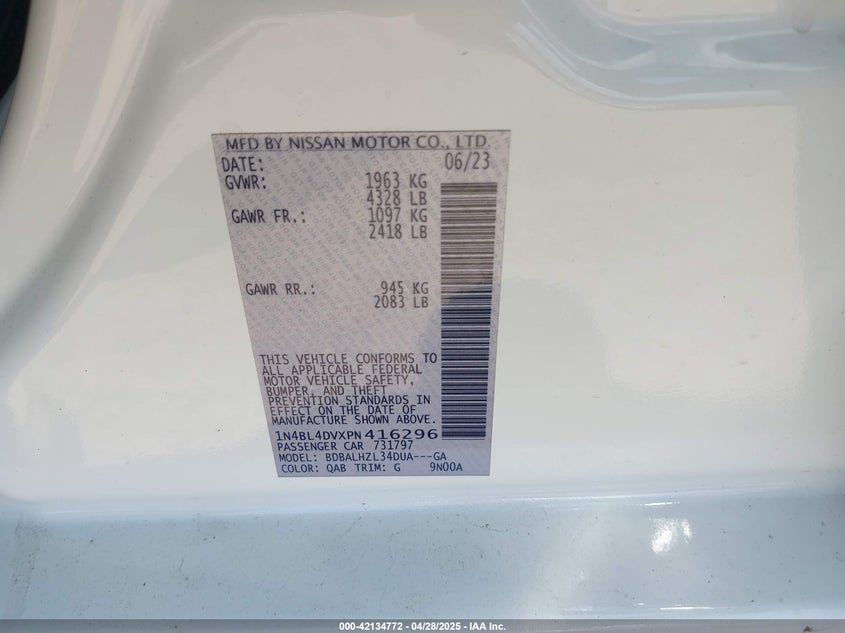 MFD BY NISSAN MOTOR CO., LTD.
DATE: 06/23
GVWR: 1963 KG
4328 LB
GAWR FR.: 1097 KG
2418 LB
GAWR RR.: 945 KG
2083 LB
THIS VEHICLE CONFORMS TO
ALL APPLICABLE FEDERAL
MOTOR VEHICLE SAFETY,
BUMPER, AND THEFT
PREVENTION STANDARDS IN
EFFECT ON THE DATE OF
MANUFACTURE SHOWN ABOVE.
1N4BL4DVXPN416296
PASSENGER CAR 731797
MODEL: BDBALHZL34DUA---GA
COLOR: QAB TRIM: G 9N00A
000-42134772 - 04/28/2025 - IAA Inc.